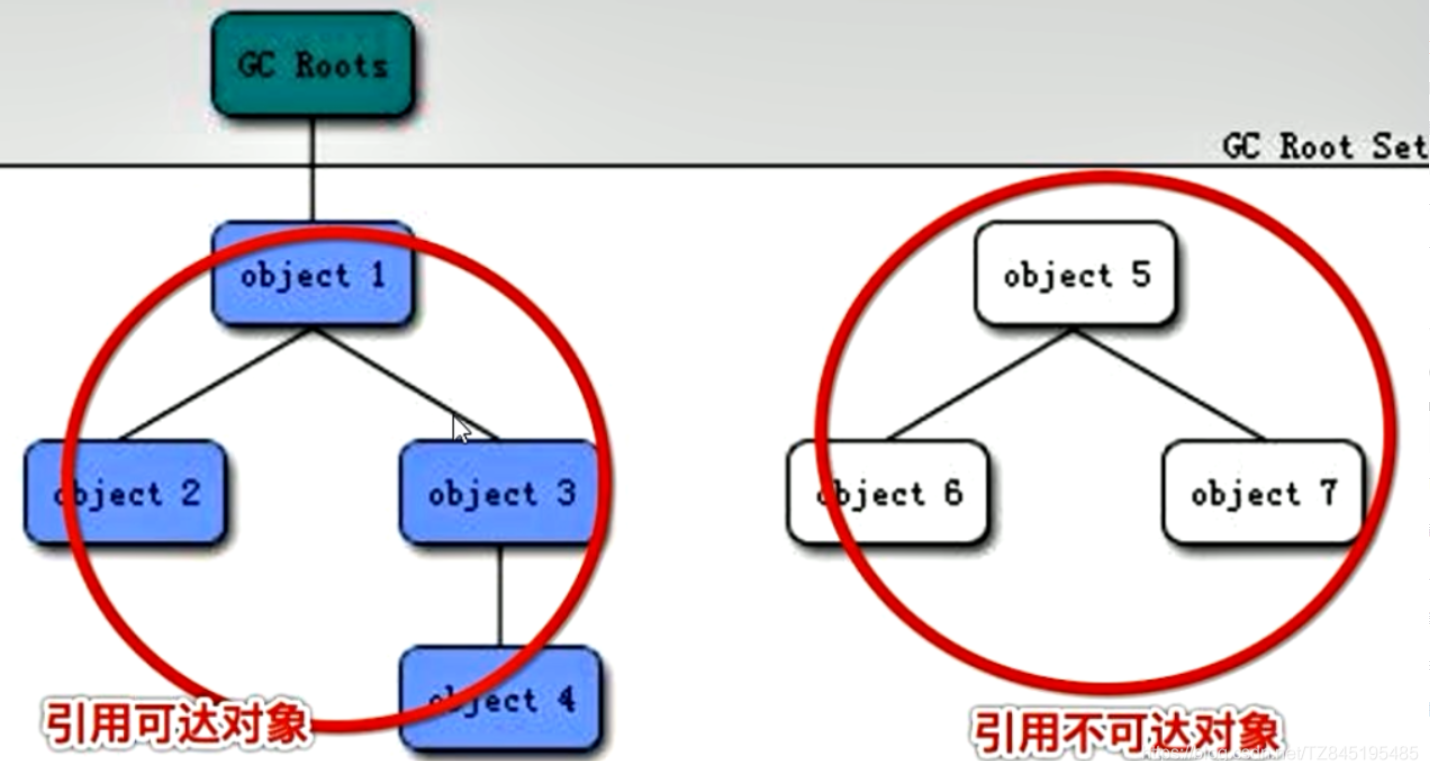 GC Roots
GC Root Set
object 1
object 5
object 2
object 3
object 6
object 7
object 4
引用可达对象
引用不可达对象
https://blog.csdn.net/TZ845195485